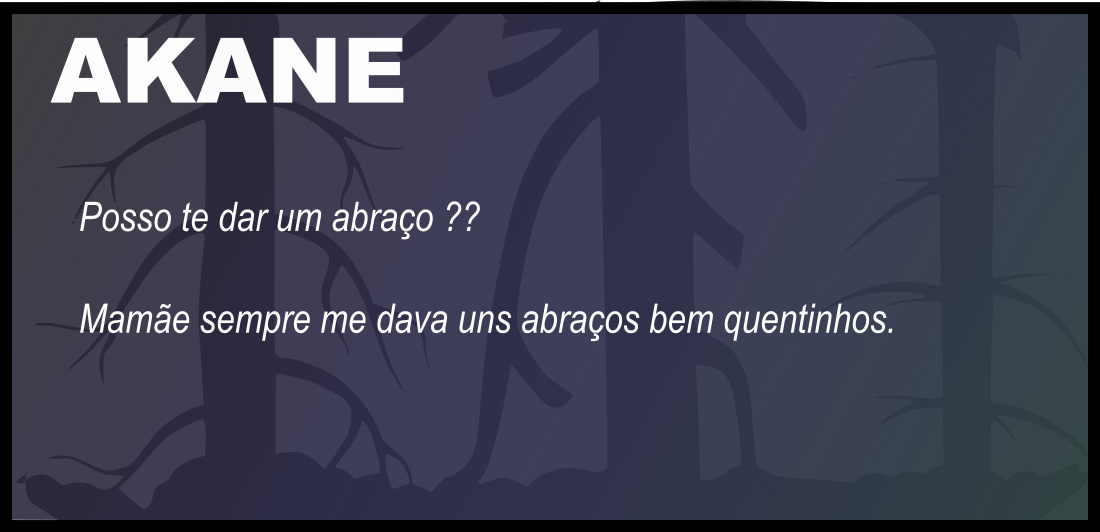 AKANE
Posso te dar um abraço ??
Mamãe sempre me dava uns abraços bem quentinhos.